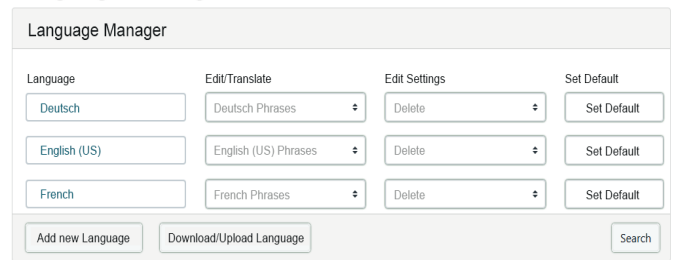 Language Manager
Language Edit/Translate Edit Settings Set Default
Deutsch Deutsch Phrases Delete Set Default
English (US) English (US) Phrases Delete Set Default
French French Phrases Delete Set Default
Add new Language Download/Upload Language Search